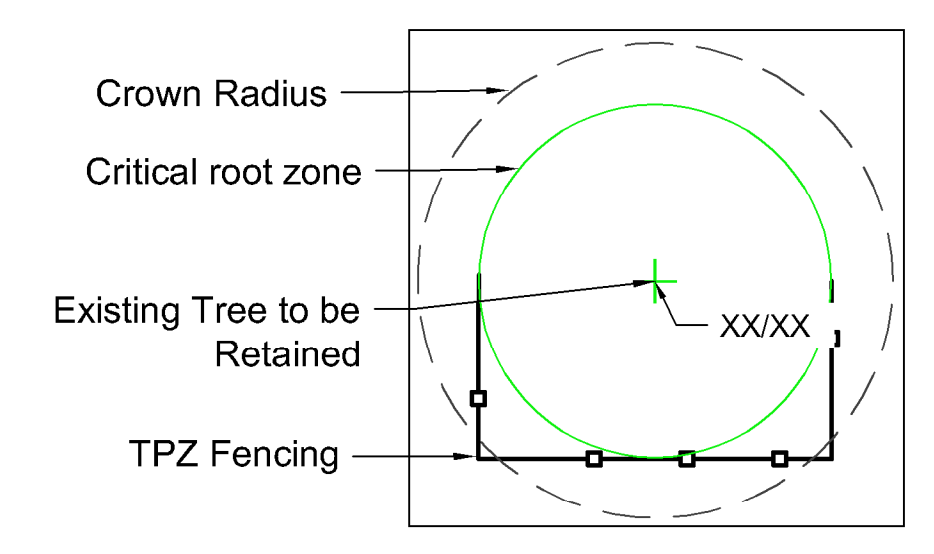 Crown Radius
Critical root zone
Existing Tree to be
Retained
XX/XX
TPZ Fencing